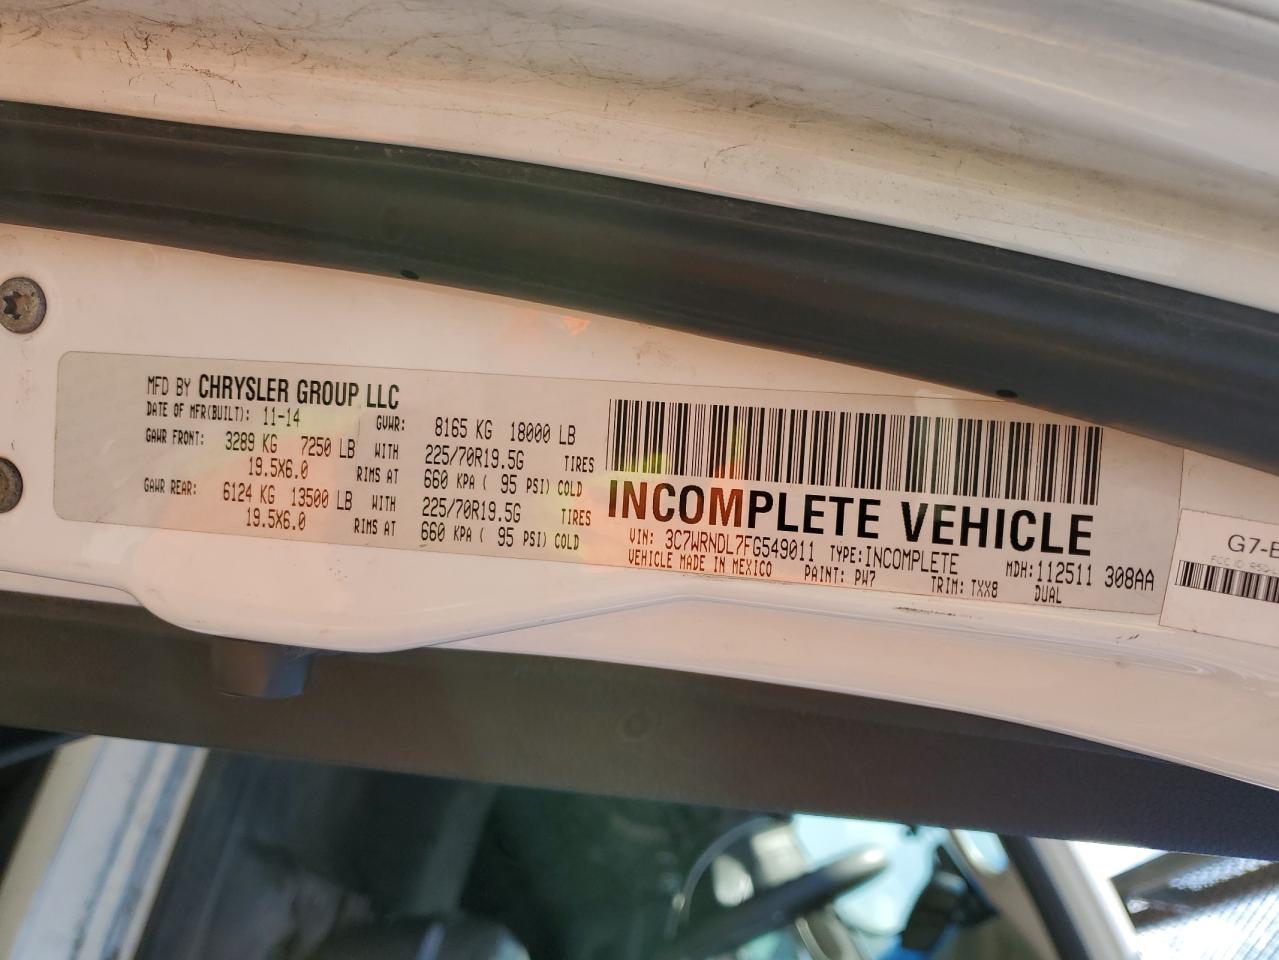 MFD BY CHRYSLER GROUP LLC
DATE OF MFR(BUILT): 11-14 GVWR: 8165 KG 18000 LB
GAWR FRONT: 3289 KG 7250 LB WITH 225/70R19.5G TIRES
19.5X6.0 RIMS AT 660 KPA ( 95 PSI) COLD
GAWR REAR: 6124 KG 13500 LB WITH 225/70R19.5G TIRES
19.5X6.0 RIMS AT 660 KPA ( 95 PSI) COLD
INCOMPLETE VEHICLE
VIN: 3C7WRNDL7FG549011 TYPE:INCOMPLETE MDH:112511 308AA
VEHICLE MADE IN MEXICO PAINT: PW7 TRIM: TXX8 DUAL
G7-E
FCC ID